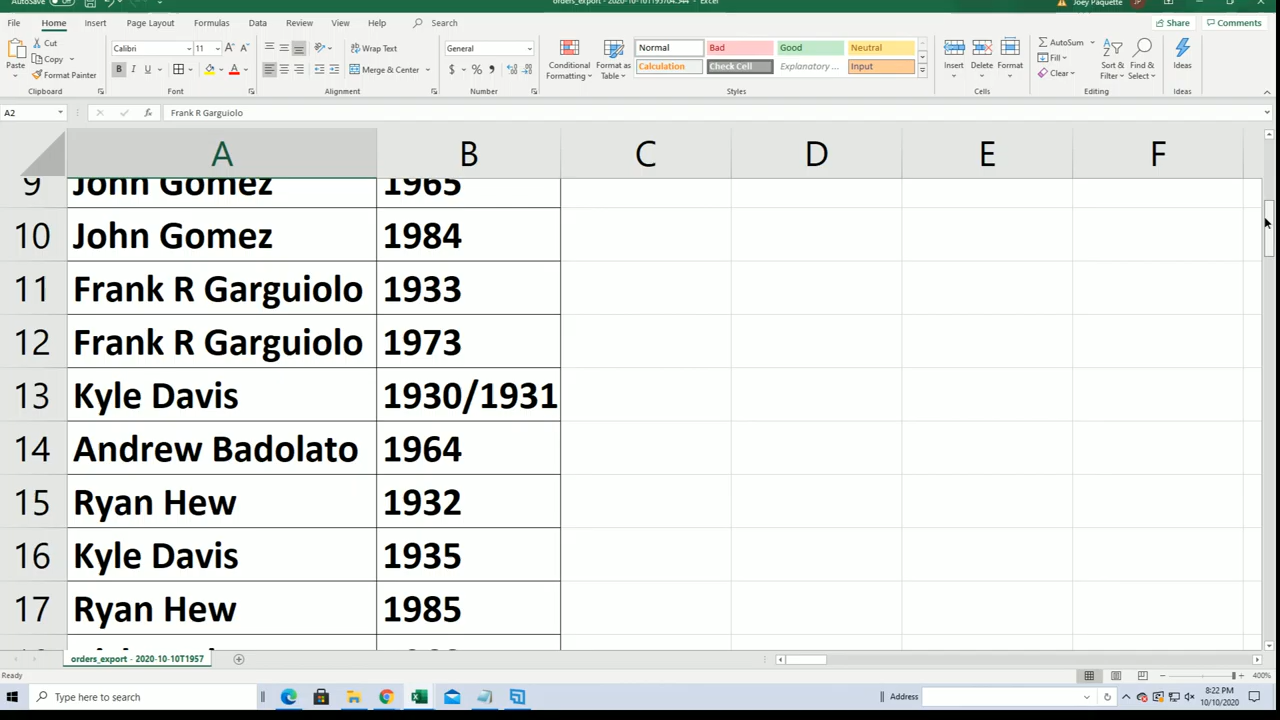 AutoSave Off orders_export - 2020-10-10T195704.544 - Excel Joey Paquette JP
File Home Insert Page Layout Formulas Data Review View Help Search Share Comments
Paste Cut Copy Format Painter Clipboard
Calibri 11 B I U Font
Wrap Text Merge & Center Alignment
General $ % Number
Conditional Formatting Format as Table
Normal Bad Good Neutral
Calculation Check Cell Explanatory ... Input
Styles
Insert Delete Format Cells
AutoSum Fill Clear Sort & Filter Find & Select Editing
Ideas Ideas
A2 fx Frank R Garguiolo
A B C D E F
9 John Gomez 1965
10 John Gomez 1984
11 Frank R Garguiolo 1933
12 Frank R Garguiolo 1973
13 Kyle Davis 1930/1931
14 Andrew Badolato 1964
15 Ryan Hew 1932
16 Kyle Davis 1935
17 Ryan Hew 1985
orders_export - 2020-10-10T1957
Ready 400%
Type here to search Address 8:22 PM
10/10/2020